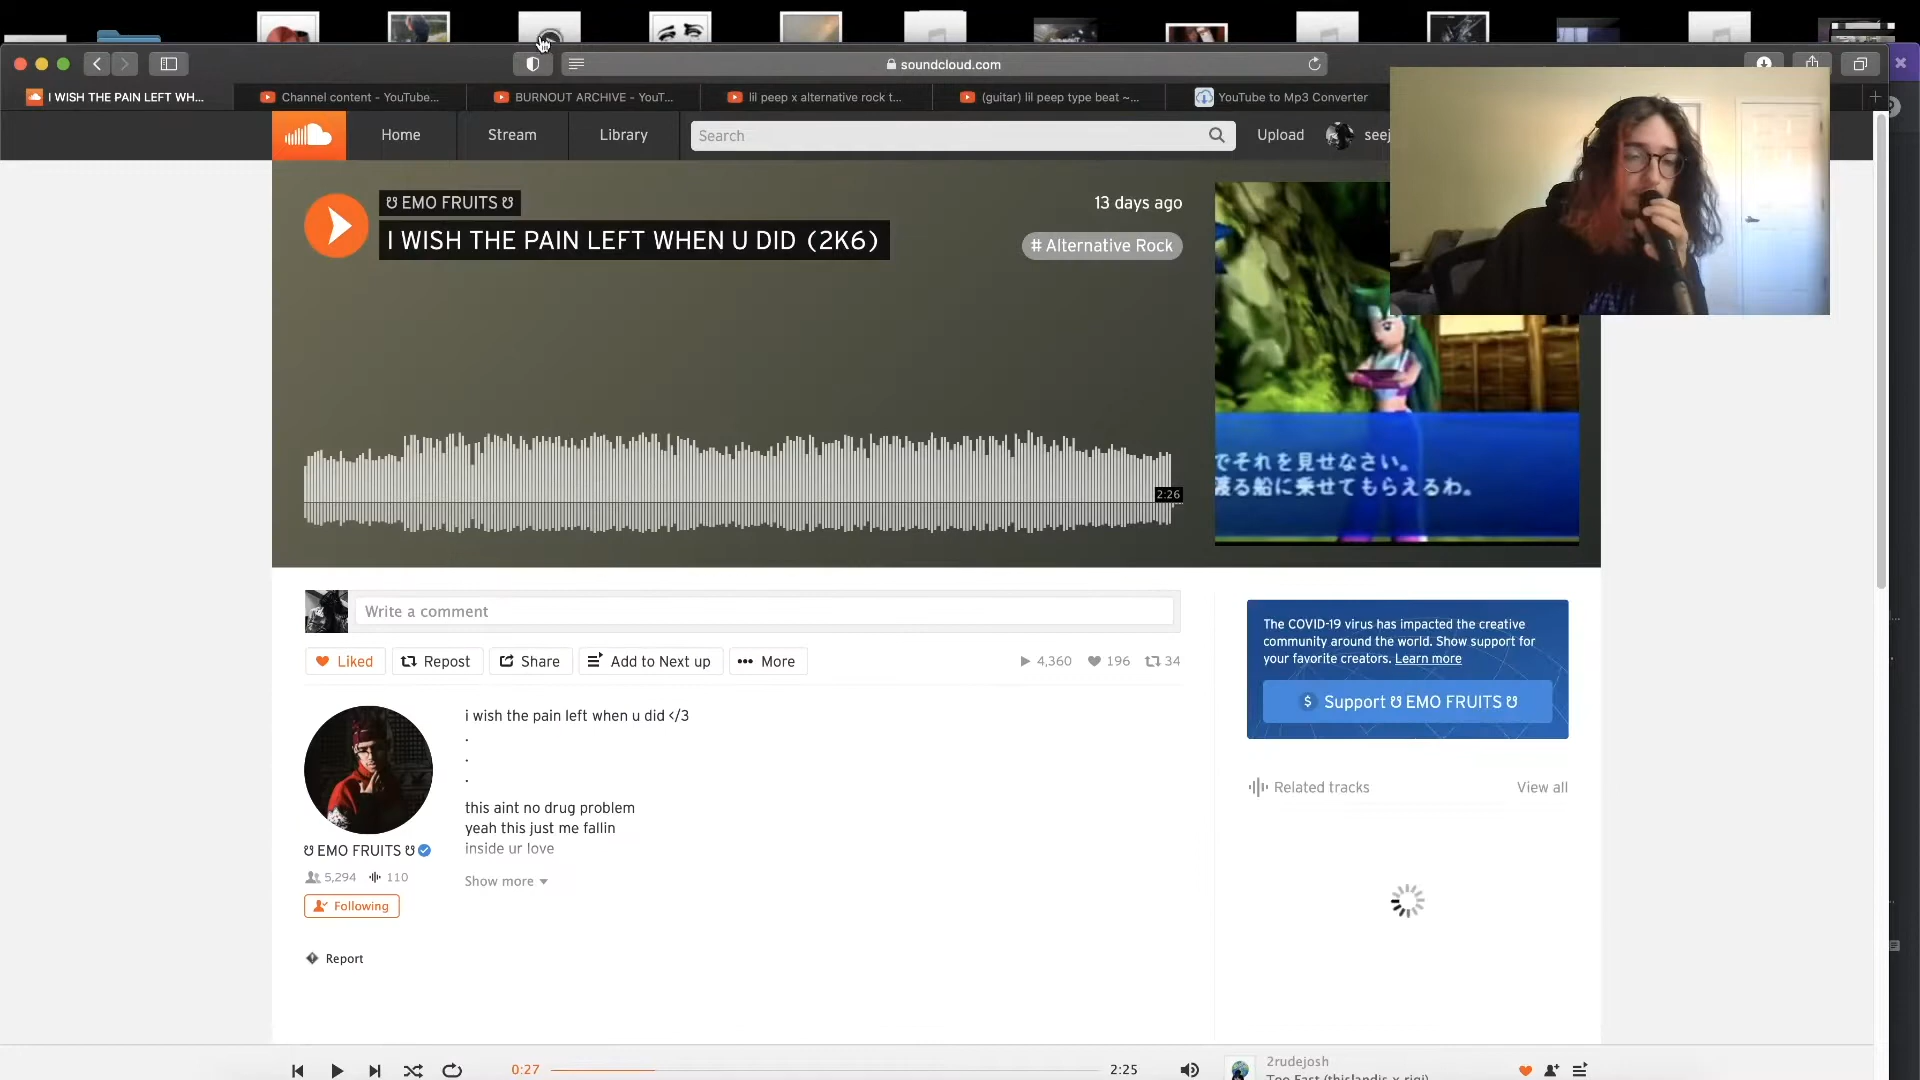 soundcloud.com
I WISH THE PAIN LEFT WH...
Channel content - YouTube...
BURNOUT ARCHIVE - YouT...
lil peep x alternative rock t...
(guitar) lil peep type beat ~...
YouTube to Mp3 Converter
Home
Stream
Library
Search
Upload
seej
Ȣ EMO FRUITS Ȣ
13 days ago
I WISH THE PAIN LEFT WHEN U DID (2K6)
# Alternative Rock
でそれを見せなさい。
渡る船に乗せてもらえるわ。
2:26
Write a comment
Liked
Repost
Share
Add to Next up
More
4,360
196
34
The COVID-19 virus has impacted the creative
community around the world. Show support for
your favorite creators. Learn more
$ Support Ȣ EMO FRUITS Ȣ
i wish the pain left when u did </3
.
.
.
this aint no drug problem
yeah this just me fallin
inside ur love
Show more
Ȣ EMO FRUITS Ȣ
5,294
110
Following
Report
Related tracks
View all
0:27
2:25
2rudejosh
Too Fast (thislandis x rigi)